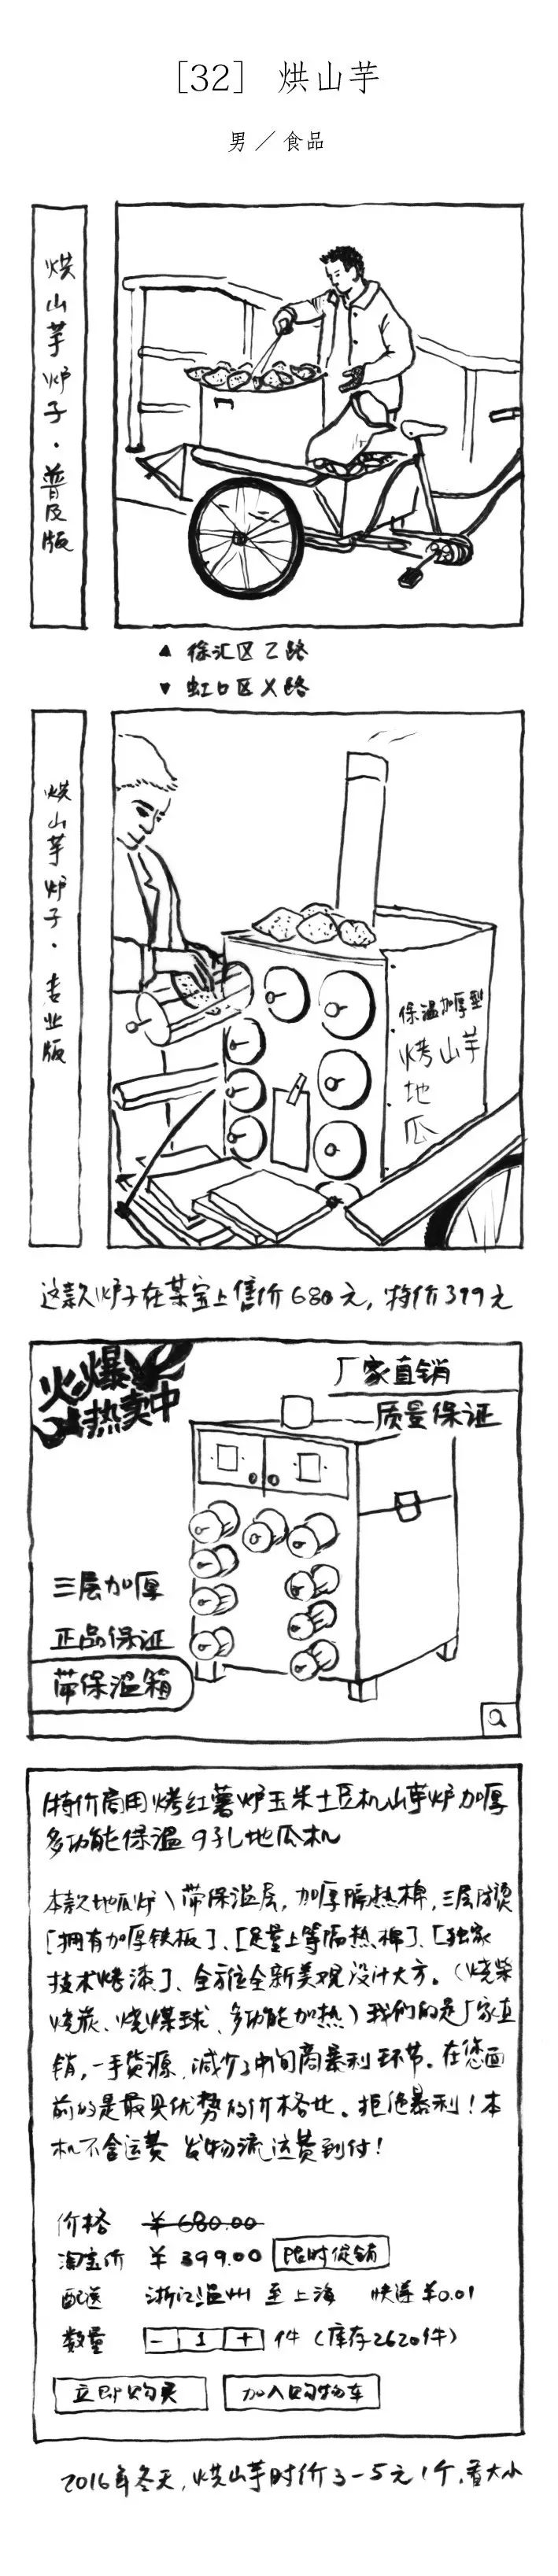 [32] 烘山芋
男／食品
烘山芋炉子·普及版
▲ 徐汇区Z路
▼ 虹口区X路
烘山芋炉子·专业版
保温加厚型
烤山芋
地
瓜
这款炉子在某宝上售价680元，特价399元
火爆
热卖中
厂家直销
质量保证
三层加厚
正品保证
带保温箱
特价商用烤红薯炉玉米土豆机山芋炉加厚
多功能保温9孔地瓜机
本款地瓜炉、带保温层，加厚隔热棉，三层防烫
[拥有加厚铁板]、[足量上等隔热棉]、[独家
技术烤漆]、全方位全新美观设计大方。（烧柴
烧炭、烧煤球、多功能加热）我们的是厂家直
销，一手货源，减少了中间商暴利环节。在您面
前的是最具优势的价格比。拒绝暴利！本
机不含运费 发物流运费到付！
价格 ￥680.00
淘宝价 ￥399.00 限时促销
配送 浙江温州 至 上海 快递￥0.01
数量 - 1 + 件（库存2620件）
立即购买 加入购物车
2016年冬天，烘山芋时价3-5元1个，看大小